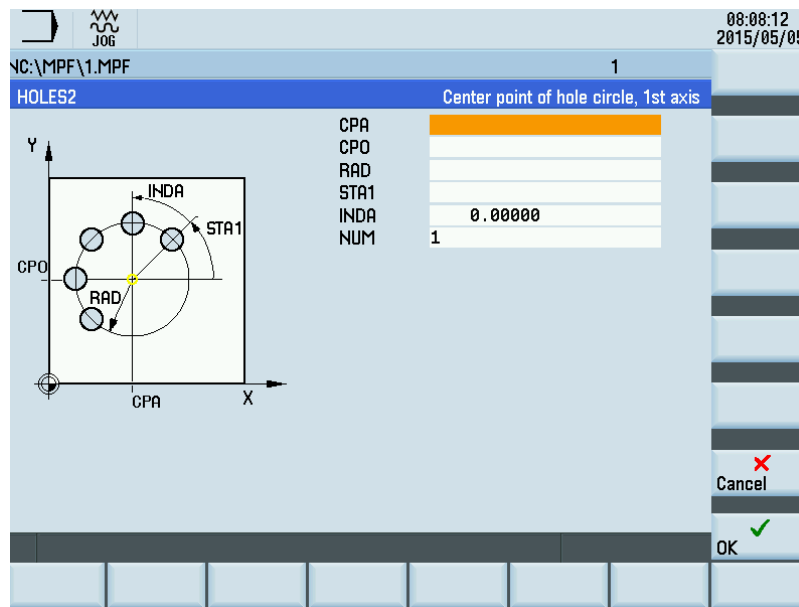 08:08:12
2015/05/05
JOG
NC:\MPF\1.MPF 1
HOLES2 Center point of hole circle, 1st axis
CPA
CPO
RAD
STA1
INDA 0.00000
NUM 1
Y
INDA
STA1
CPO
RAD
CPA
X
Cancel
OK